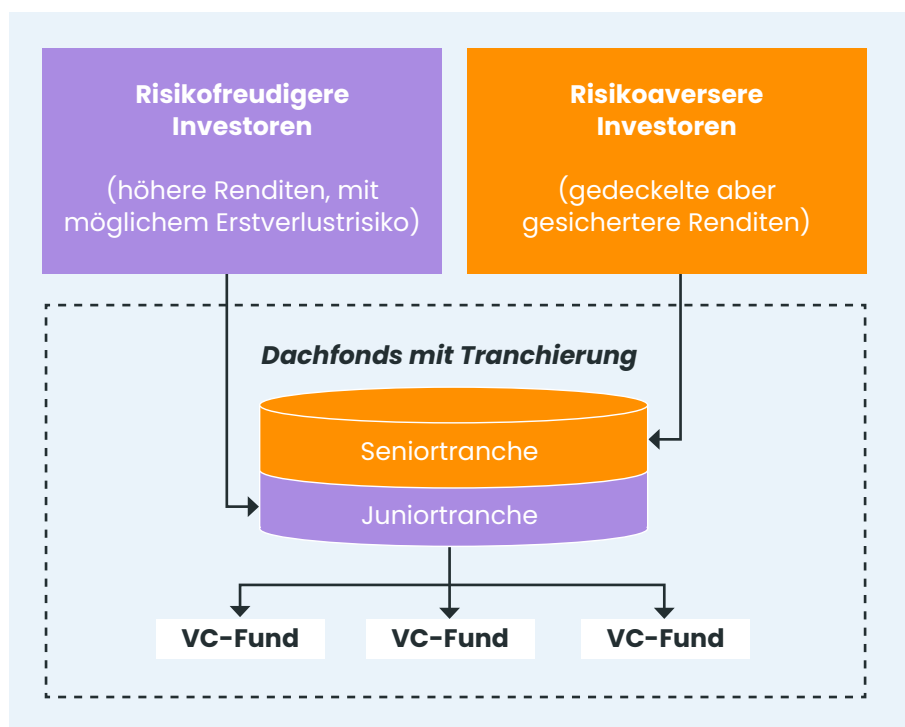 Risikofreudigere
Investoren
(höhere Renditen, mit
möglichem Erstverlustrisiko)
Risikoaversere
Investoren
(gedeckelte aber
gesichertere Renditen)
Dachfonds mit Tranchierung
Seniortranche
Juniortranche
VC-Fund
VC-Fund
VC-Fund